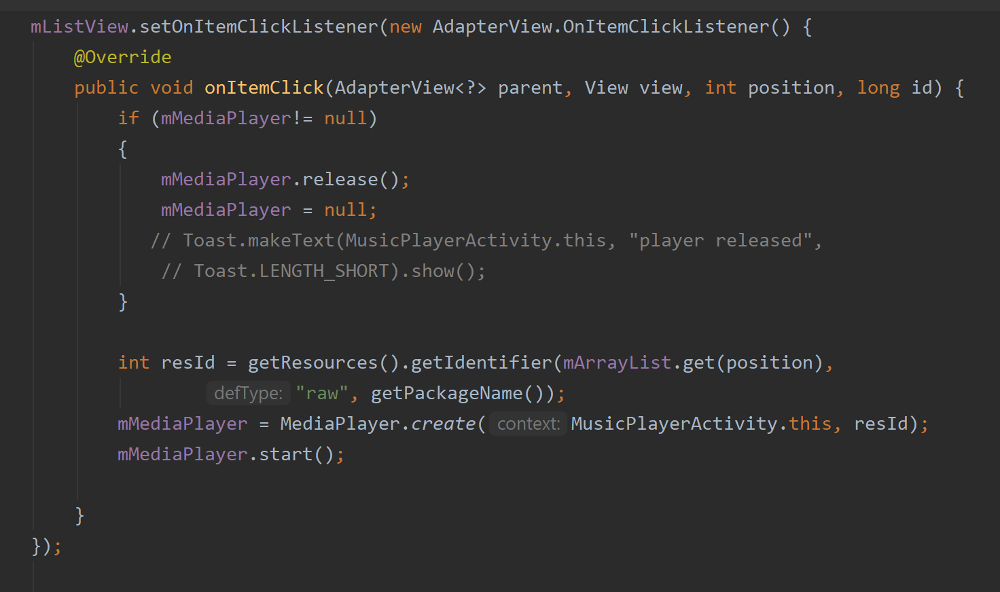 mListView.setOnItemClickListener(new AdapterView.OnItemClickListener() {
@Override
public void onItemClick(AdapterView<?> parent, View view, int position, long id) {
if (mMediaPlayer!= null)
{
mMediaPlayer.release();
mMediaPlayer = null;
// Toast.makeText(MusicPlayerActivity.this, "player released",
// Toast.LENGTH_SHORT).show();
}
int resId = getResources().getIdentifier(mArrayList.get(position),
defType: "raw", getPackageName());
mMediaPlayer = MediaPlayer.create( context: MusicPlayerActivity.this, resId);
mMediaPlayer.start();
}
});